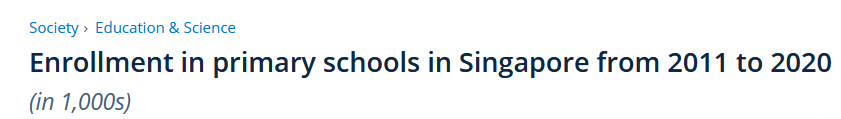 Society › Education & Science
Enrollment in primary schools in Singapore from 2011 to 2020
(in 1,000s)